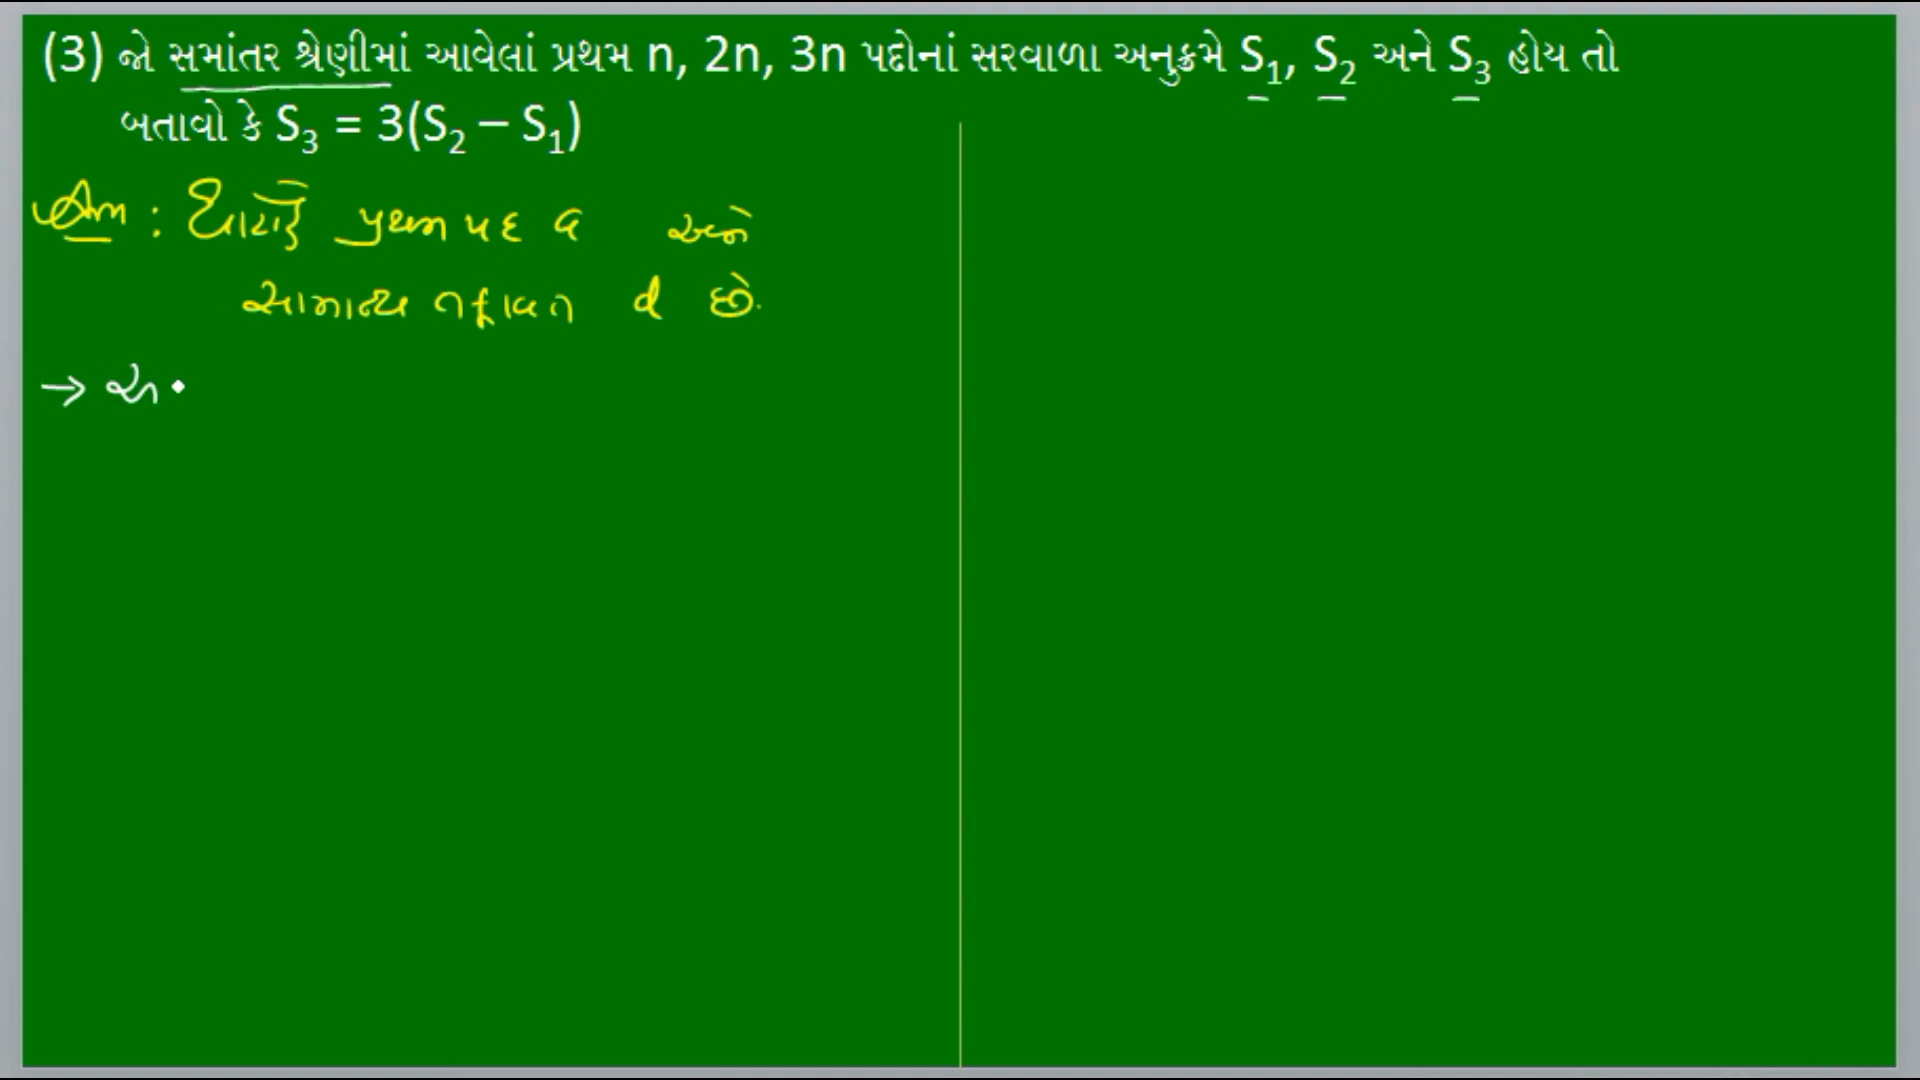 (3) જો સમાંતર શ્રેણીમાં આવેલાં પ્રથમ n, 2n, 3n પદોનાં સરવાળા અનુક્રમે S₁, S₂ અને S₃ હોય તો
બતાવો કે S₃ = 3(S₂ – S₁)
: ધારોકે પ્રથમ પદ a અને
સામાન્ય તફાવત d છે.
→